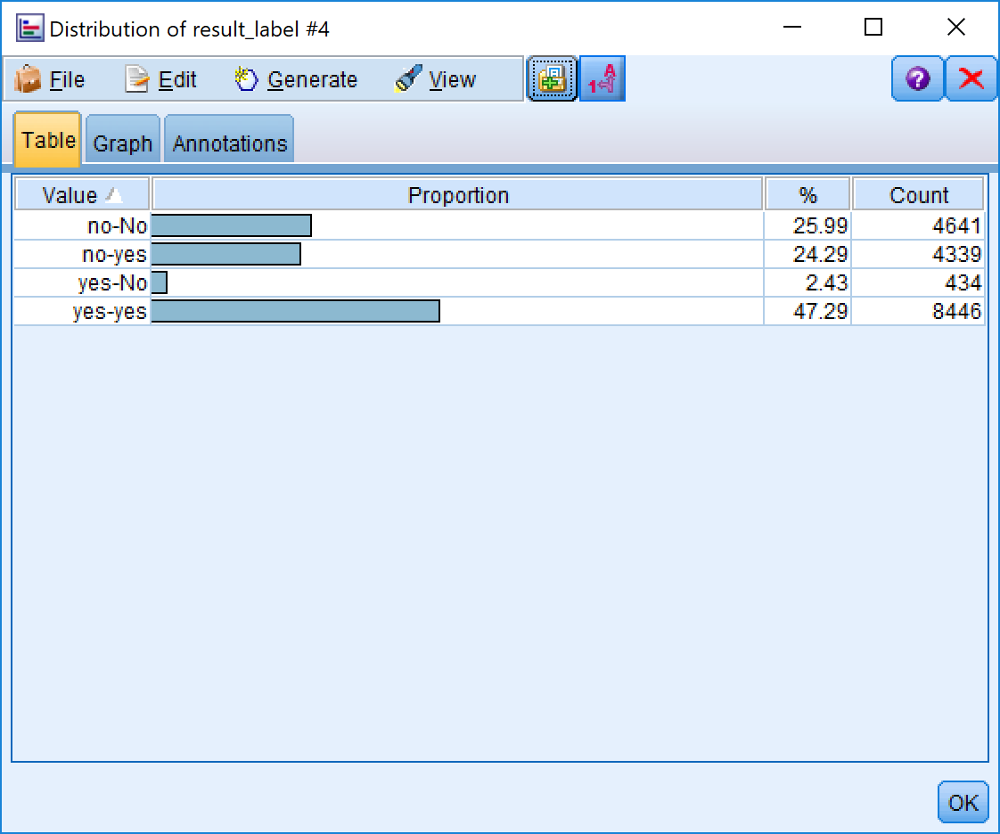 Distribution of result_label #4
File Edit Generate View
Table Graph Annotations
Value Proportion % Count
no-No 25.99 4641
no-yes 24.29 4339
yes-No 2.43 434
yes-yes 47.29 8446
OK